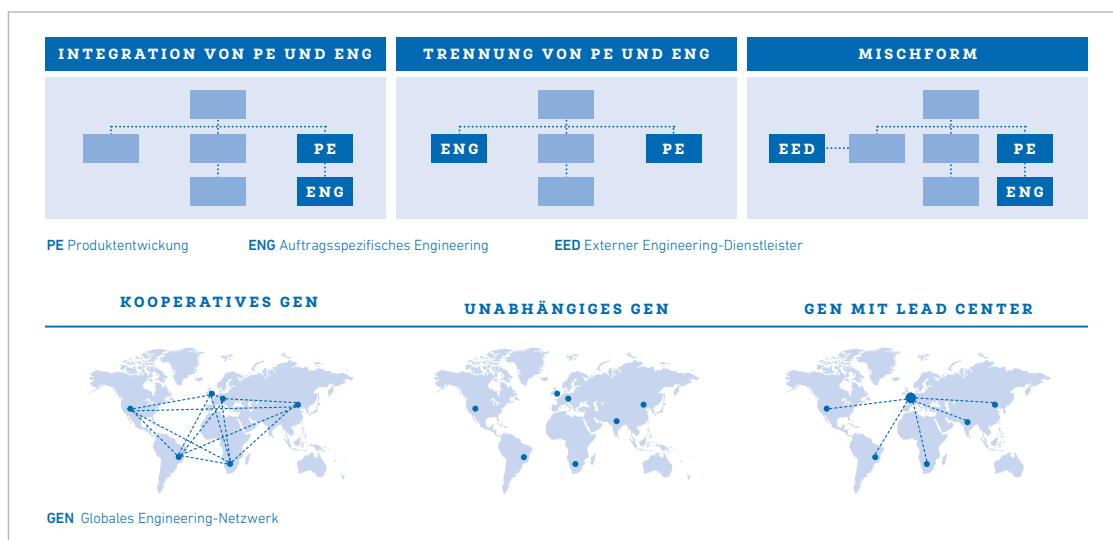 INTEGRATION VON PE UND ENG
TRENNUNG VON PE UND ENG
MISCHFORM
PE
ENG
ENG
PE
EED
PE
ENG
PE Produktentwickung
ENG Auftragsspezifisches Engineering
EED Externer Engineering-Dienstleister
KOOPERATIVES GEN
UNABHÄNGIGES GEN
GEN MIT LEAD CENTER
GEN Globales Engineering-Netzwerk